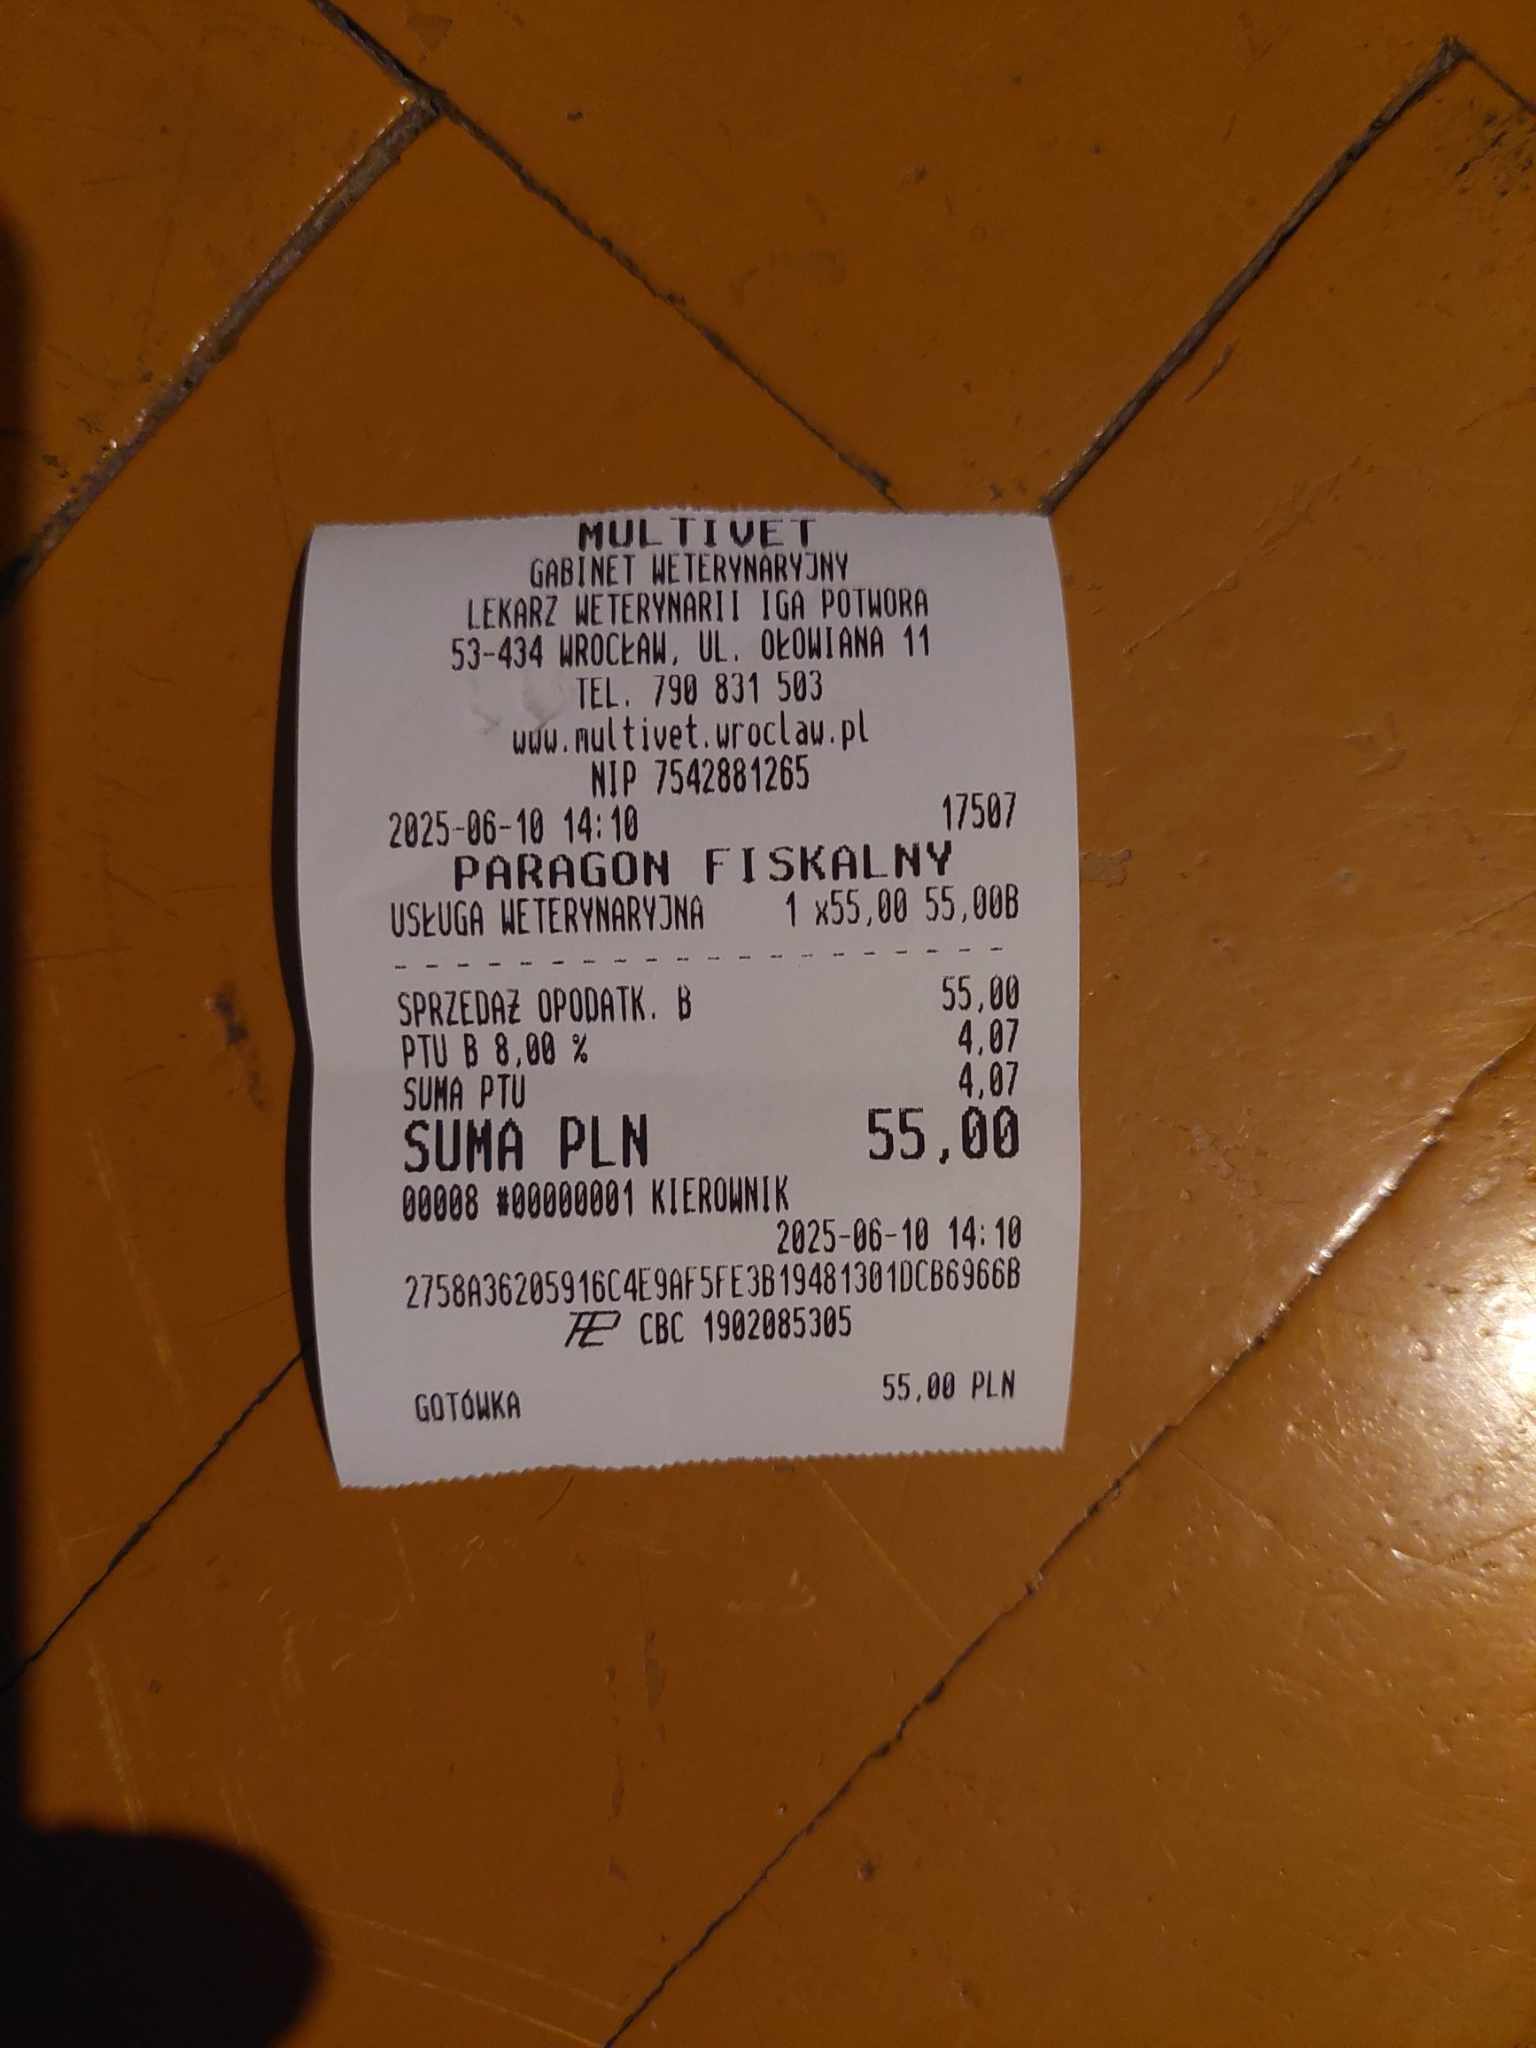 MULTIVET
GABINET WETERYNARYJNY
LEKARZ WETERYNARII IGA POTWORA
53-434 WROCŁAW, UL. OŁOWIANA 11
TEL. 790 831 503
www.multivet.wroclaw.pl
NIP 7542881265
2025-06-10 14:10 17507
PARAGON FISKALNY
USŁUGA WETERYNARYJNA 1 x55,00 55,00B
- - - - - - - - - - - - - - - - - - - -
SPRZEDAŻ OPODATK. B 55,00
PTU B 8,00 % 4,07
SUMA PTU 4,07
SUMA PLN 55,00
00008 #00000001 KIEROWNIK
2025-06-10 14:10
2758A36205916C4E9AF5FE3B19481301DCB6966B
CBC 1902085305
GOTÓWKA 55,00 PLN